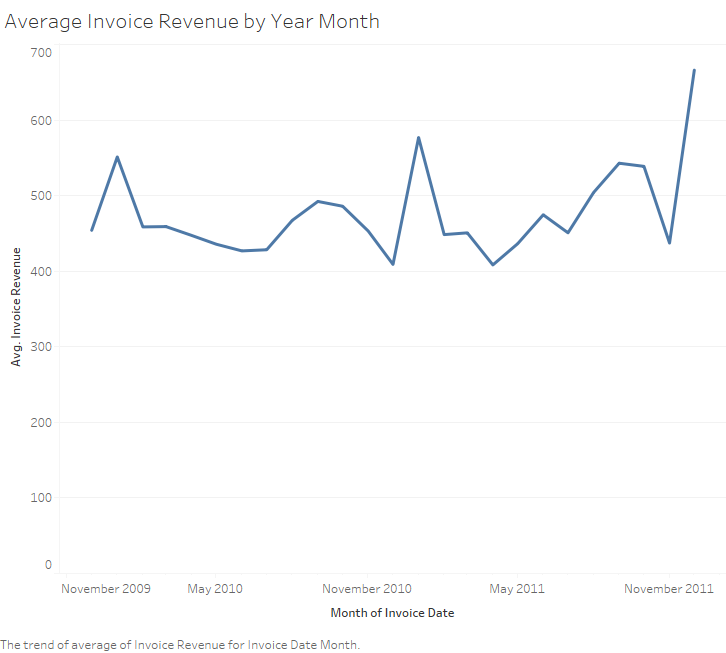 Average Invoice Revenue by Year Month
700
600
500
400
300
200
100
0
Avg. Invoice Revenue
November 2009 May 2010 November 2010 May 2011 November 2011
Month of Invoice Date
The trend of average of Invoice Revenue for Invoice Date Month.